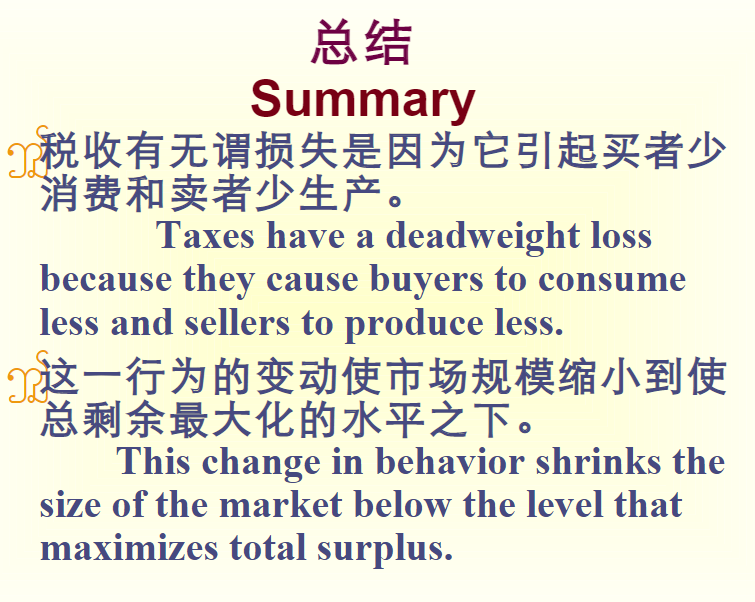 总结
Summary
税收有无谓损失是因为它引起买者少
消费和卖者少生产。
Taxes have a deadweight loss
because they cause buyers to consume
less and sellers to produce less.
这一行为的变动使市场规模缩小到使
总剩余最大化的水平之下。
This change in behavior shrinks the
size of the market below the level that
maximizes total surplus.